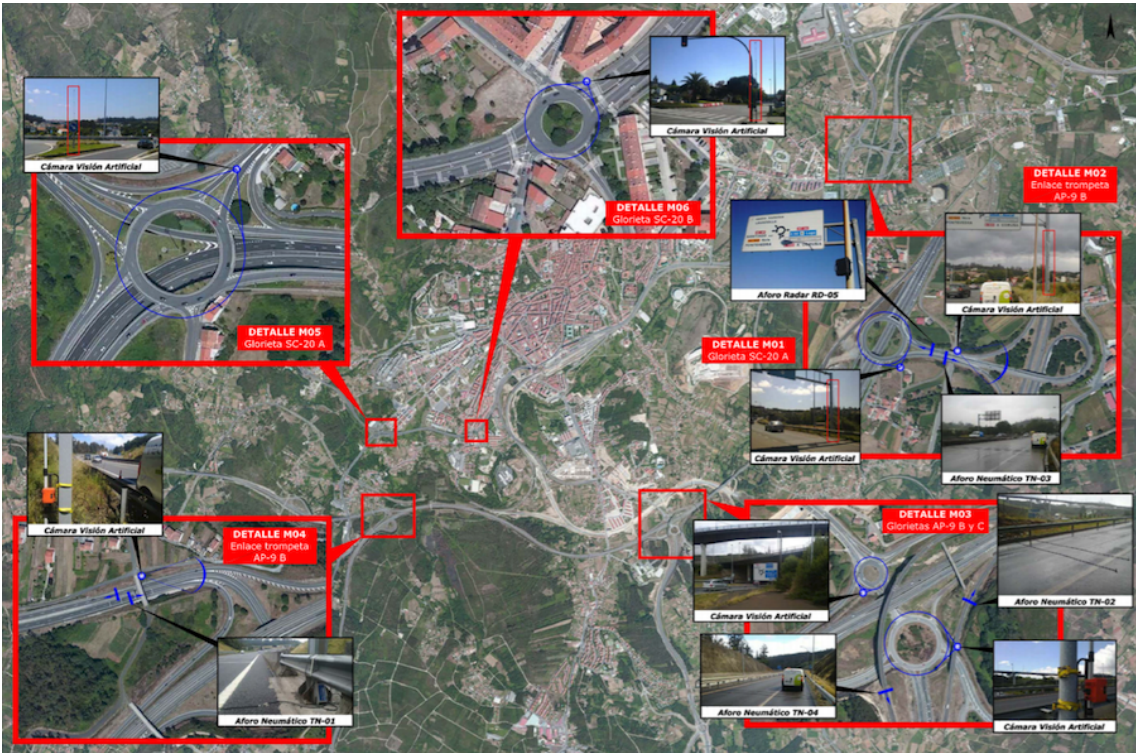 Cámara Visión Artificial
DETALLE M05
Glorieta SC-20 A
Cámara Visión Artificial
DETALLE M06
Glorieta SC-20 B
DETALLE M02
Enlace trompeta
AP-9 B
Aforo Radar RD-05
Cámara Visión Artificial
DETALLE M01
Glorieta SC-20 A
Cámara Visión Artificial
Aforo Neumático TN-03
Cámara Visión Artificial
DETALLE M04
Enlace trompeta
AP-9 B
Aforo Neumático TN-01
DETALLE M03
Glorietas AP-9 B y C
Cámara Visión Artificial
Aforo Neumático TN-02
Aforo Neumático TN-04
Cámara Visión Artificial